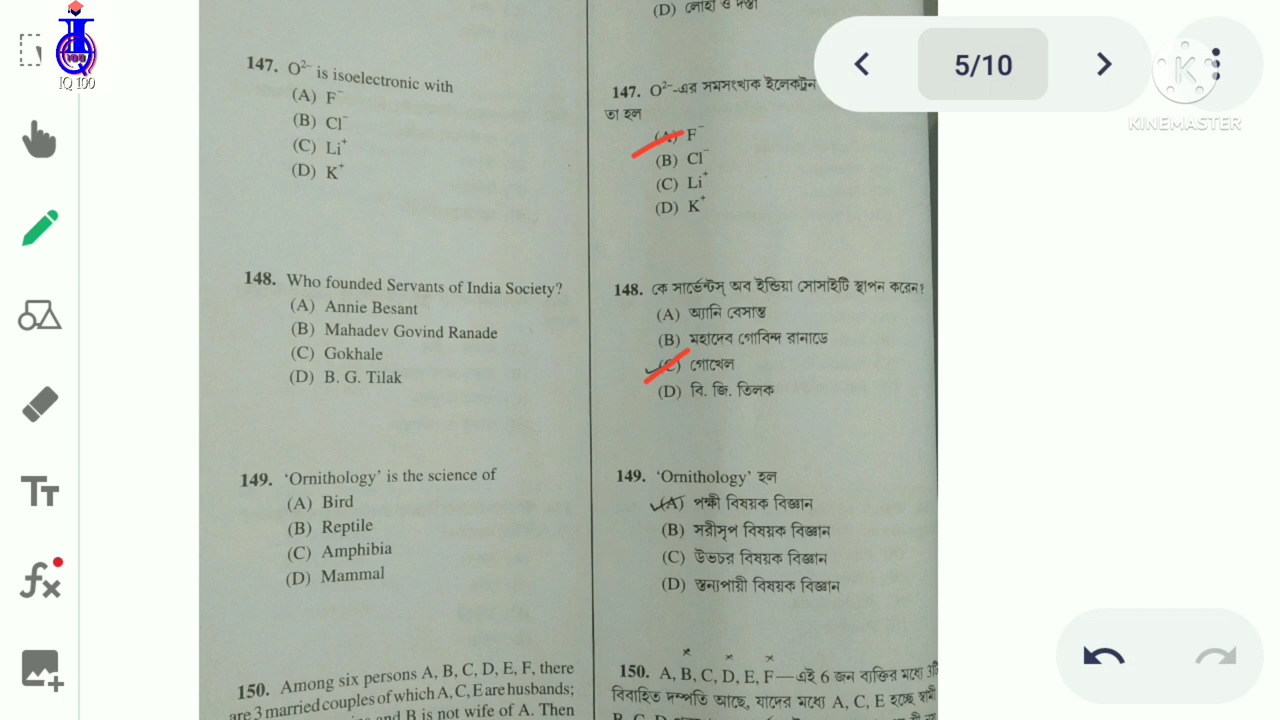 IQ 100
5/10
KINEMASTER
147. O²⁻ is isoelectronic with
(A) F⁻
(B) Cl⁻
(C) Li⁺
(D) K⁺
148. Who founded Servants of India Society?
(A) Annie Besant
(B) Mahadev Govind Ranade
(C) Gokhale
(D) B. G. Tilak
149. ‘Ornithology’ is the science of
(A) Bird
(B) Reptile
(C) Amphibia
(D) Mammal
150. Among six persons A, B, C, D, E, F, there
are 3 married couples of which A, C, E are husbands;
and B is not wife of A. Then
(D) লোহা ও দস্তা
147. O²⁻-এর সমসংখ্যক ইলেকট্রন
তা হল
(A) F⁻
(B) Cl⁻
(C) Li⁺
(D) K⁺
148. কে সার্ভেন্টস্ অব ইন্ডিয়া সোসাইটি স্থাপন করেন?
(A) অ্যানি বেসান্ত
(B) মহাদেব গোবিন্দ রানাডে
(C) গোখেল
(D) বি. জি. তিলক
149. ‘Ornithology’ হল
(A) পক্ষী বিষয়ক বিজ্ঞান
(B) সরীসৃপ বিষয়ক বিজ্ঞান
(C) উভচর বিষয়ক বিজ্ঞান
(D) স্তন্যপায়ী বিষয়ক বিজ্ঞান
150. A, B, C, D, E, F—এই 6 জন ব্যক্তির মধ্যে
বিবাহিত দম্পতি আছে, যাদের মধ্যে A, C, E হচ্ছে স্বামী